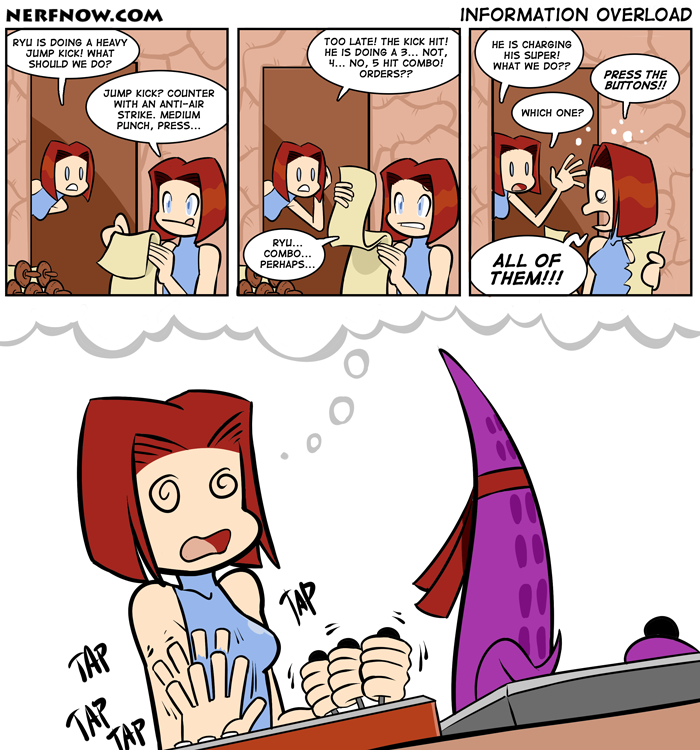 NERFNOW.COM
INFORMATION OVERLOAD
RYU IS DOING A HEAVY
JUMP KICK! WHAT
SHOULD WE DO?
JUMP KICK? COUNTER
WITH AN ANTI-AIR
STRIKE. MEDIUM
PUNCH, PRESS...
TOO LATE! THE KICK HIT!
HE IS DOING A 3... NOT,
4... NO, 5 HIT COMBO!
ORDERS??
RYU...
COMBO...
PERHAPS...
HE IS CHARGING
HIS SUPER!
WHAT WE DO??
PRESS THE
BUTTONS!!
WHICH ONE?
ALL OF
THEM!!!
TAP
TAP
TAP
TAP